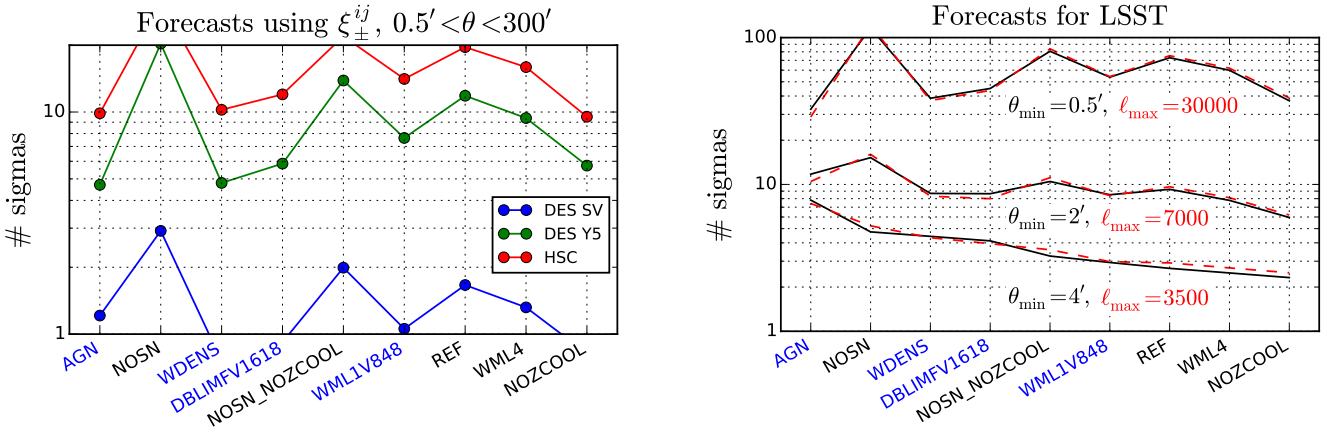 Forecasts using ξ±^ij, 0.5′<θ<300′
# sigmas
10
1
DES SV
DES Y5
HSC
AGN
NOSN
WDENS
DBLIMFV1618
NOSN_NOZCOOL
WML1V848
REF
WML4
NOZCOOL
Forecasts for LSST
# sigmas
100
10
1
θmin=0.5′, ℓmax=30000
θmin=2′, ℓmax=7000
θmin=4′, ℓmax=3500
AGN
NOSN
WDENS
DBLIMFV1618
NOSN_NOZCOOL
WML1V848
REF
WML4
NOZCOOL